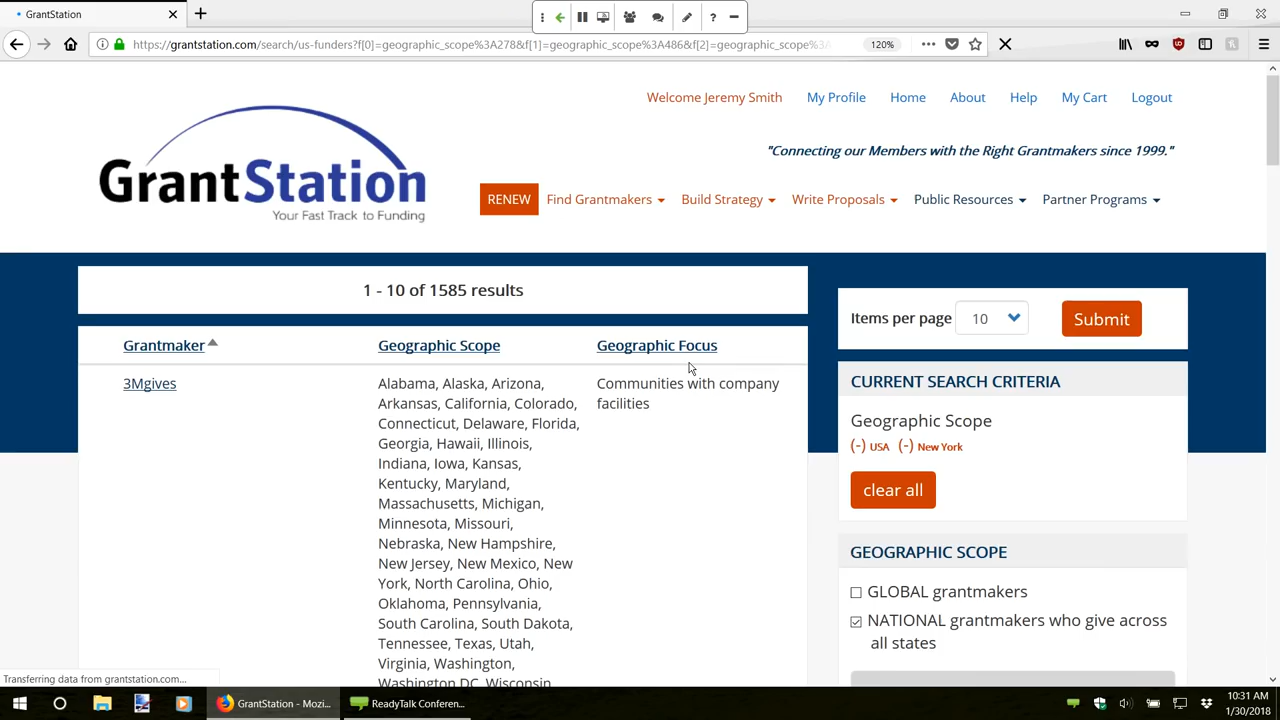 GrantStation
https://grantstation.com/search/us-funders?f[0]=geographic_scope%3A278&f[1]=geographic_scope%3A486&f[2]=geographic_scope%
120%
Welcome Jeremy Smith
My Profile
Home
About
Help
My Cart
Logout
"Connecting our Members with the Right Grantmakers since 1999."
GrantStation
Your Fast Track to Funding
RENEW
Find Grantmakers
Build Strategy
Write Proposals
Public Resources
Partner Programs
1 - 10 of 1585 results
Grantmaker
Geographic Scope
Geographic Focus
3Mgives
Alabama, Alaska, Arizona,
Arkansas, California, Colorado,
Connecticut, Delaware, Florida,
Georgia, Hawaii, Illinois,
Indiana, Iowa, Kansas,
Kentucky, Maryland,
Massachusetts, Michigan,
Minnesota, Missouri,
Nebraska, New Hampshire,
New Jersey, New Mexico, New
York, North Carolina, Ohio,
Oklahoma, Pennsylvania,
South Carolina, South Dakota,
Tennessee, Texas, Utah,
Virginia, Washington,
Washington DC, Wisconsin
Communities with company
facilities
Items per page
10
Submit
CURRENT SEARCH CRITERIA
Geographic Scope
(-) USA (-) New York
clear all
GEOGRAPHIC SCOPE
GLOBAL grantmakers
NATIONAL grantmakers who give across
all states
Transferring data from grantstation.com...
GrantStation - Mozi...
ReadyTalk Conferen...
10:31 AM
1/30/2018